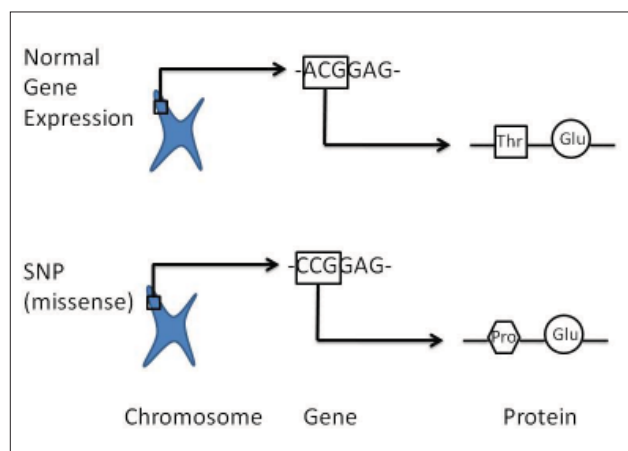 Normal
Gene
Expression
-ACGGAG-
Thr
Glu
SNP
(missense)
-CCGGAG-
Pro
Glu
Chromosome
Gene
Protein